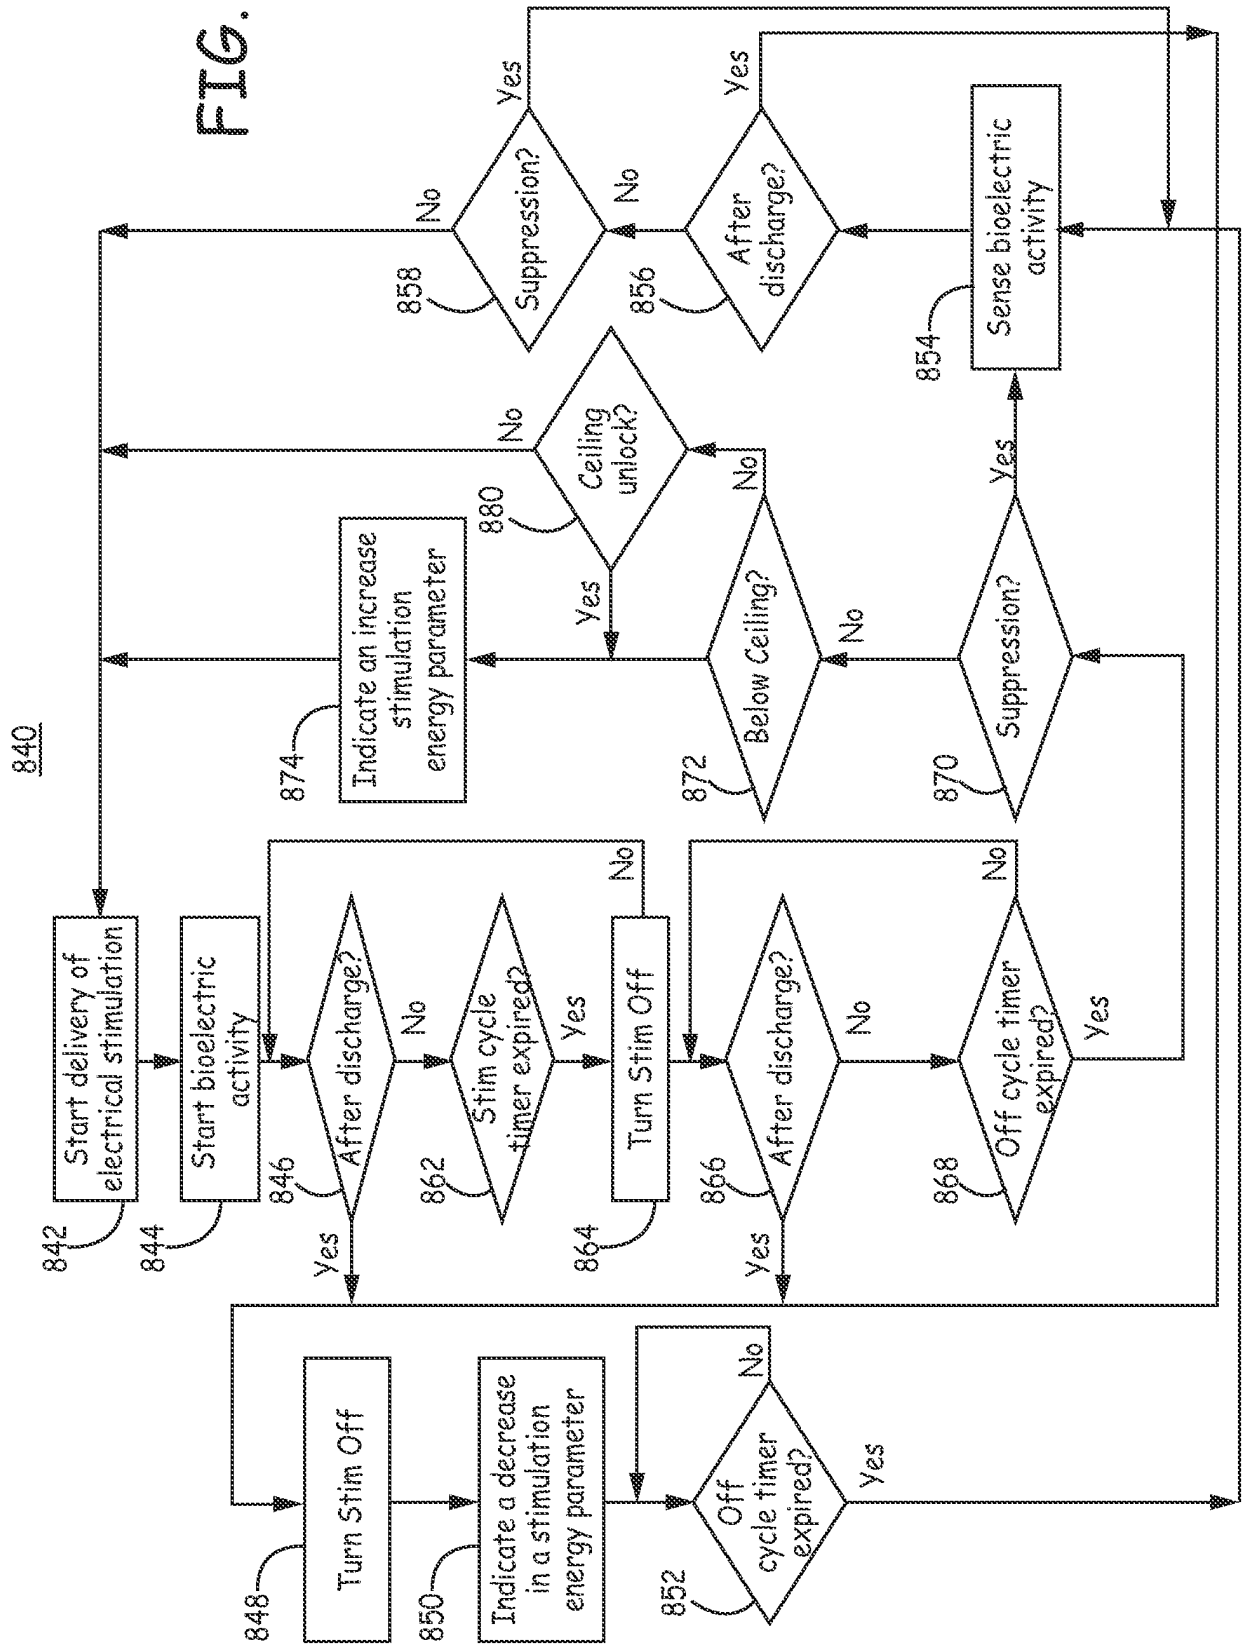 840
FIG.
842
Start delivery of
electrical stimulation
844
Start bioelectric
activity
846
After discharge?
Yes
No
862
Stim cycle
timer expired?
Yes
864
Turn Stim Off
No
866
After discharge?
Yes
No
868
Off cycle timer
expired?
No
Yes
848
Turn Stim Off
850
Indicate a decrease
in a stimulation
energy parameter
852
Off
cycle timer
expired?
No
Yes
874
Indicate an increase
stimulation
energy parameter
880
Ceiling
unlock?
No
Yes
872
Below Ceiling?
No
870
Suppression?
No
Yes
858
Suppression?
No
Yes
856
After
discharge?
No
Yes
854
Sense bioelectric
activity